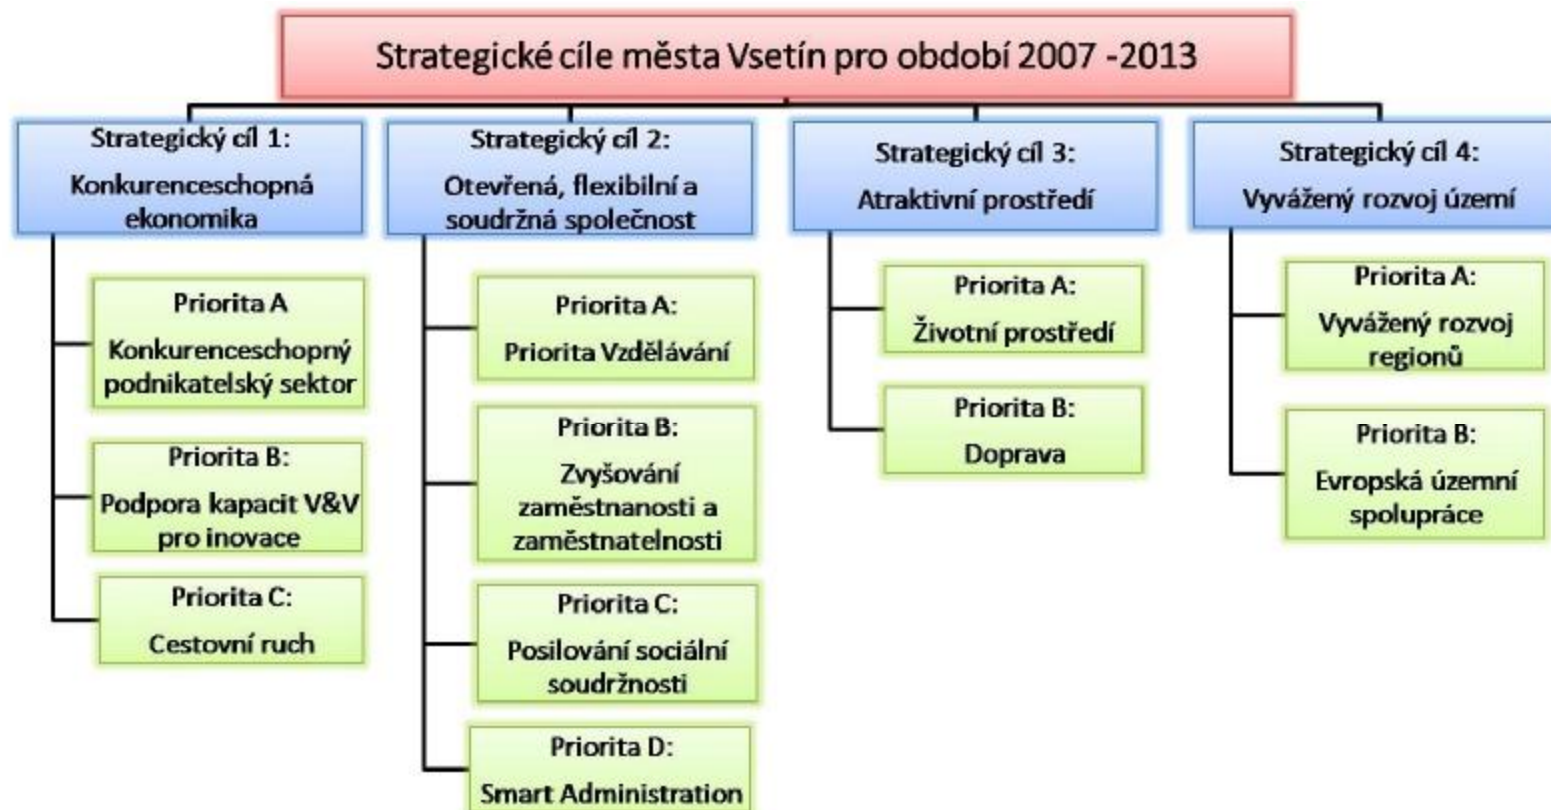 Strategické cíle města Vsetín pro období 2007 -2013
Strategický cíl 1:
Konkurenceschopná
ekonomika
Priorita A
Konkurenceschopný
podnikatelský sektor
Priorita B:
Podpora kapacit V&V
pro inovace
Priorita C:
Cestovní ruch
Strategický cíl 2:
Otevřená, flexibilní a
soudržná společnost
Priorita A:
Priorita Vzdělávání
Priorita B:
Zvyšování
zaměstnanosti a
zaměstnatelnosti
Priorita C:
Posilování sociální
soudržnosti
Priorita D:
Smart Administration
Strategický cíl 3:
Atraktivní prostředí
Priorita A:
Životní prostředí
Priorita B:
Doprava
Strategický cíl 4:
Vyvážený rozvoj území
Priorita A:
Vyvážený rozvoj
regionů
Priorita B:
Evropská územní
spolupráce